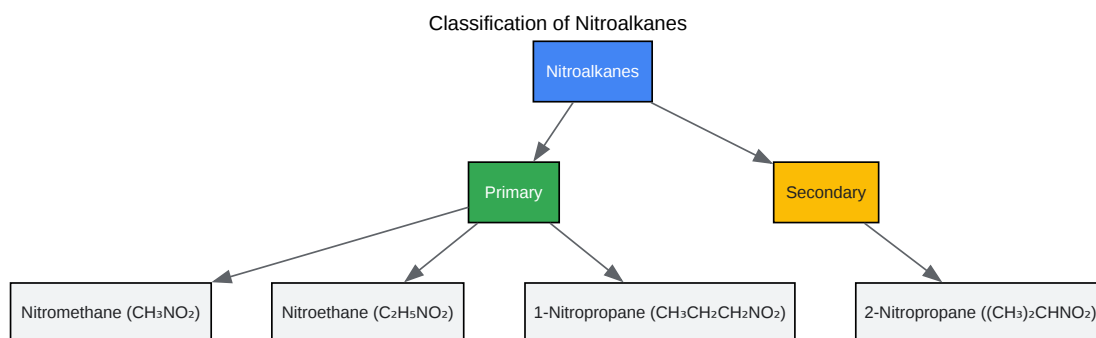 Classification of Nitroalkanes
Nitroalkanes
Primary
Secondary
Nitromethane (CH₃NO₂)
Nitroethane (C₂H₅NO₂)
1-Nitropropane (CH₃CH₂CH₂NO₂)
2-Nitropropane ((CH₃)₂CHNO₂)